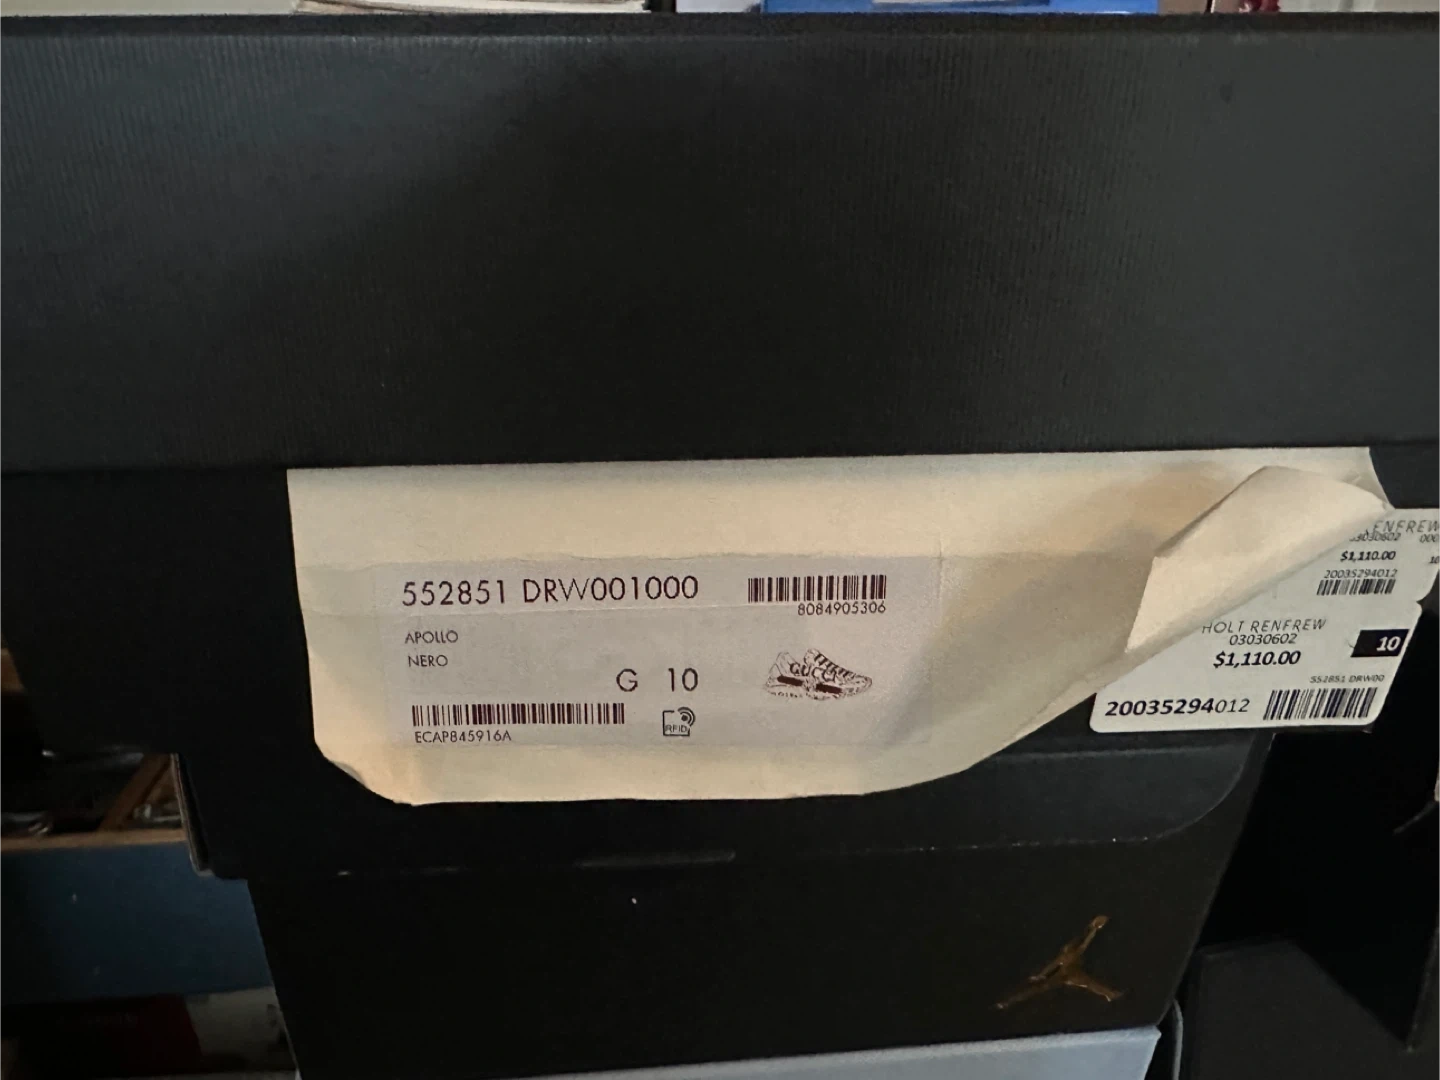 552851 DRW001000
8084905306
APOLLO
NERO
G 10
GUCCI
ECAP845916A
RFID
RENFREW
$1,110.00
20035294012
HOLT RENFREW
03030602
10
$1,110.00
552851 DRW00
20035294012